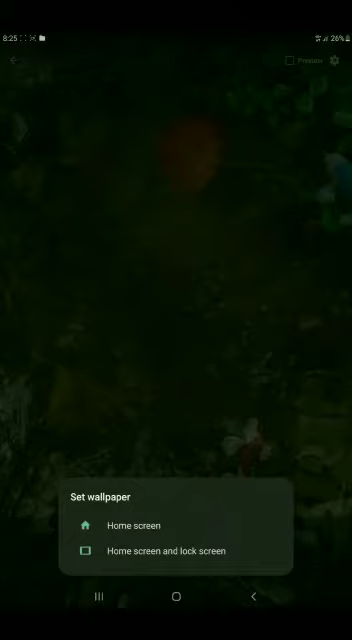 8:25
26%
Preview
Set wallpaper
Home screen
Home screen and lock screen